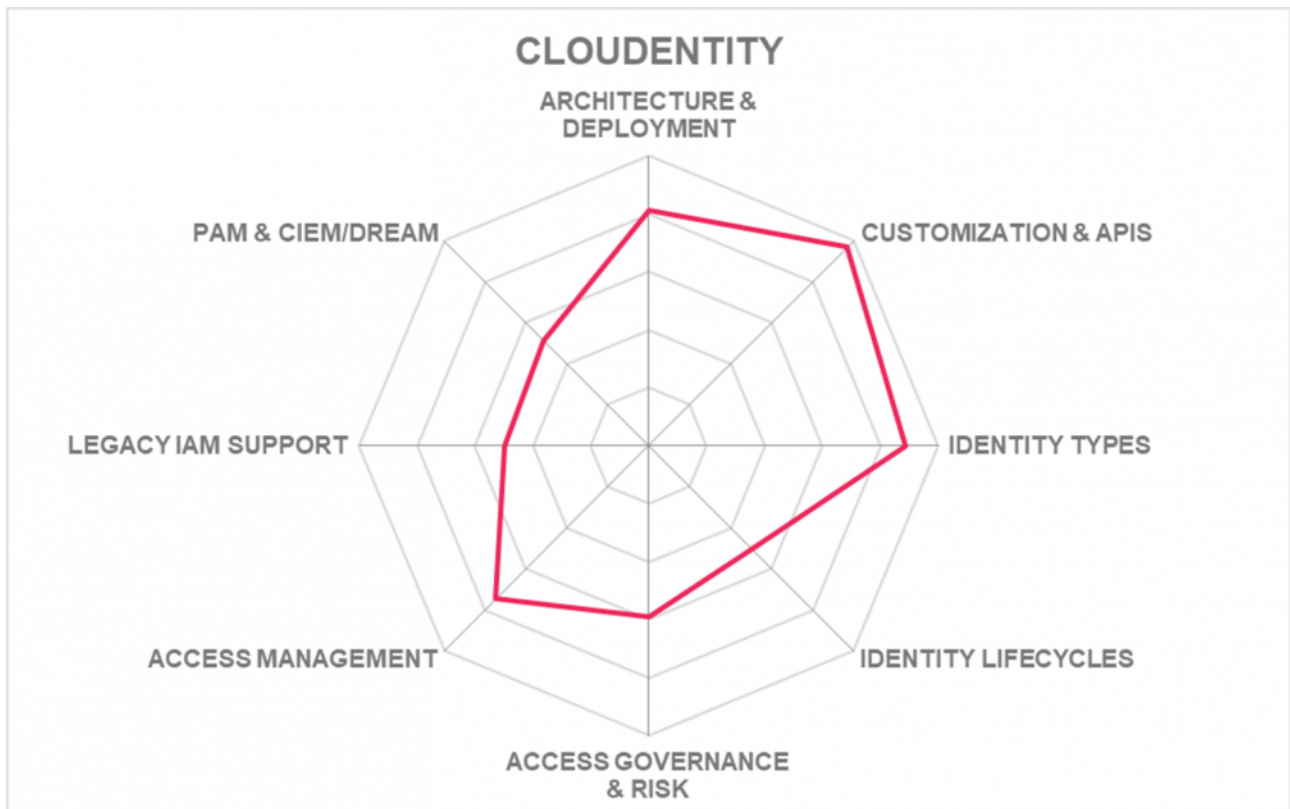 CLOUDENTITY
ARCHITECTURE &
DEPLOYMENT
PAM & CIEM/DREAM
CUSTOMIZATION & APIS
LEGACY IAM SUPPORT
IDENTITY TYPES
ACCESS MANAGEMENT
IDENTITY LIFECYCLES
ACCESS GOVERNANCE
& RISK